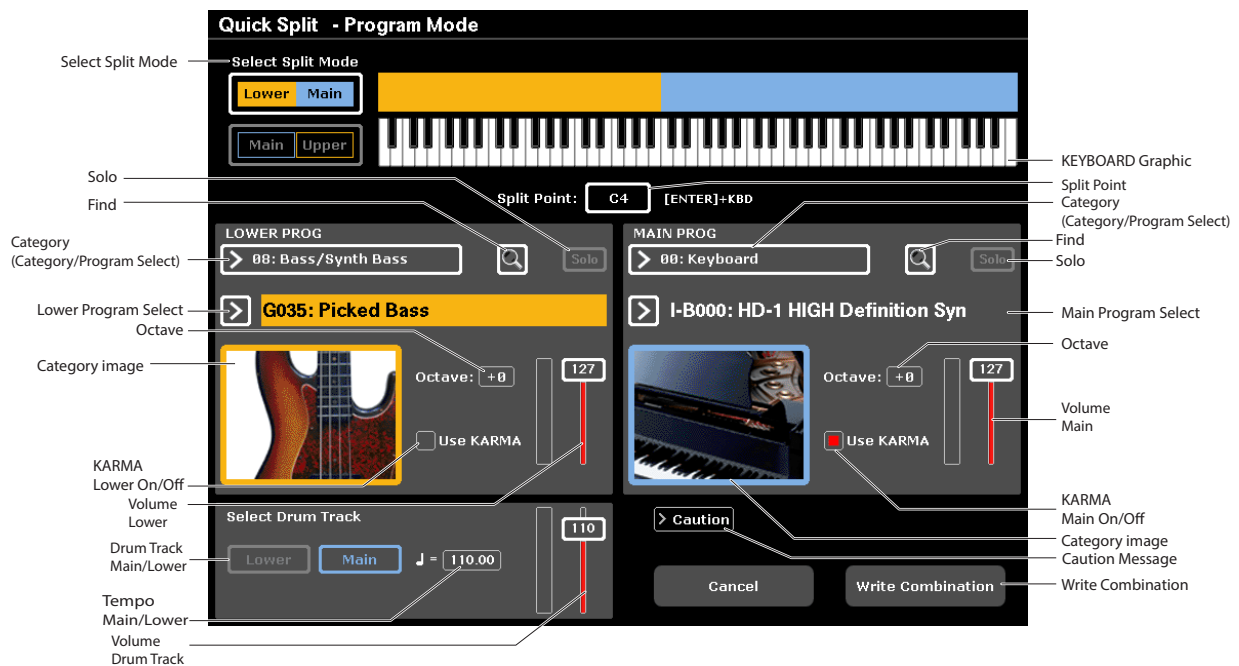 Quick Split - Program Mode
Select Split Mode
Select Split Mode
Lower Main
Main Upper
KEYBOARD Graphic
Solo
Find
Split Point: C4 [ENTER]+KBD
Split Point
Category
(Category/Program Select)
Find
Solo
Category
(Category/Program Select)
LOWER PROG
08: Bass/Synth Bass
Solo
MAIN PROG
00: Keyboard
Solo
Lower Program Select
G035: Picked Bass
I-B000: HD-1 HIGH Definition Syn
Main Program Select
Octave
Octave
Category image
Octave: +0
127
Octave: +0
127
Use KARMA
Use KARMA
Volume
Main
KARMA
Lower On/Off
Volume
Lower
KARMA
Main On/Off
Category image
Caution Message
Select Drum Track
110
> Caution
Drum Track
Main/Lower
Lower
Main
♩ = 110.00
Cancel
Write Combination
Write Combination
Tempo
Main/Lower
Volume
Drum Track